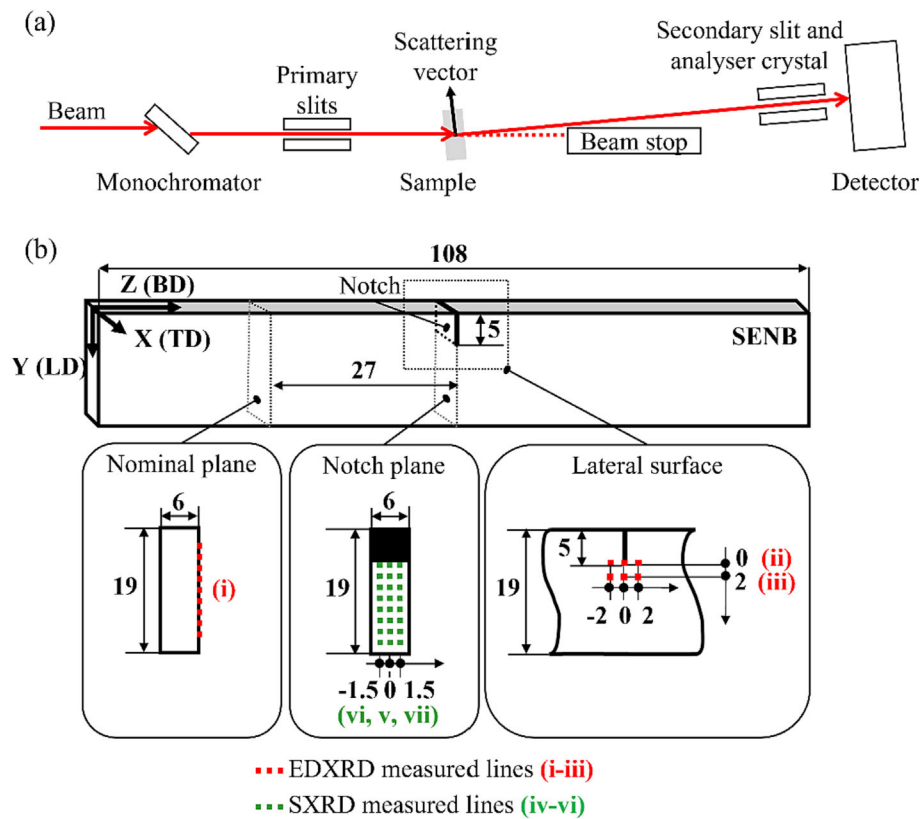 (a)
Scattering
vector
Secondary slit and
analyser crystal
Primary
slits
Beam
Beam stop
Monochromator
Sample
Detector
(b)
108
Z (BD)
Notch
X (TD)
5
SENB
Y (LD)
27
Nominal plane
Notch plane
Lateral surface
6
19
(i)
6
19
-1.5 0 1.5
(vi, v, vii)
5
19
0 (ii)
2 (iii)
-2 0 2
EDXRD measured lines (i-iii)
SXRD measured lines (iv-vi)